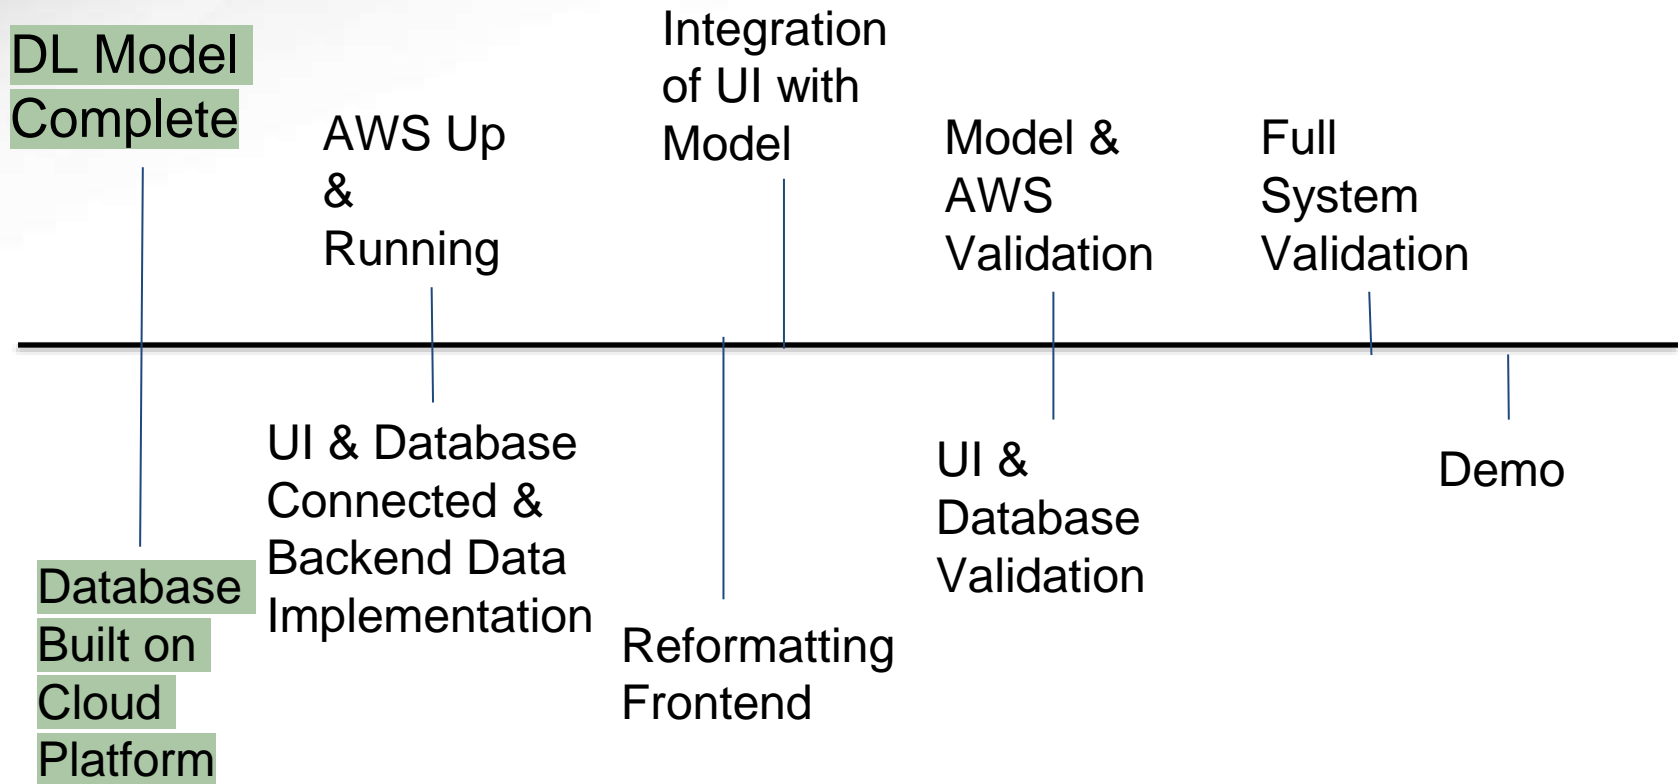 DL Model
Complete
AWS Up
&
Running
Integration
of UI with
Model
Model &
AWS
Validation
Full
System
Validation
Database
Built on
Cloud
Platform
UI & Database
Connected &
Backend Data
Implementation
Reformatting
Frontend
UI &
Database
Validation
Demo